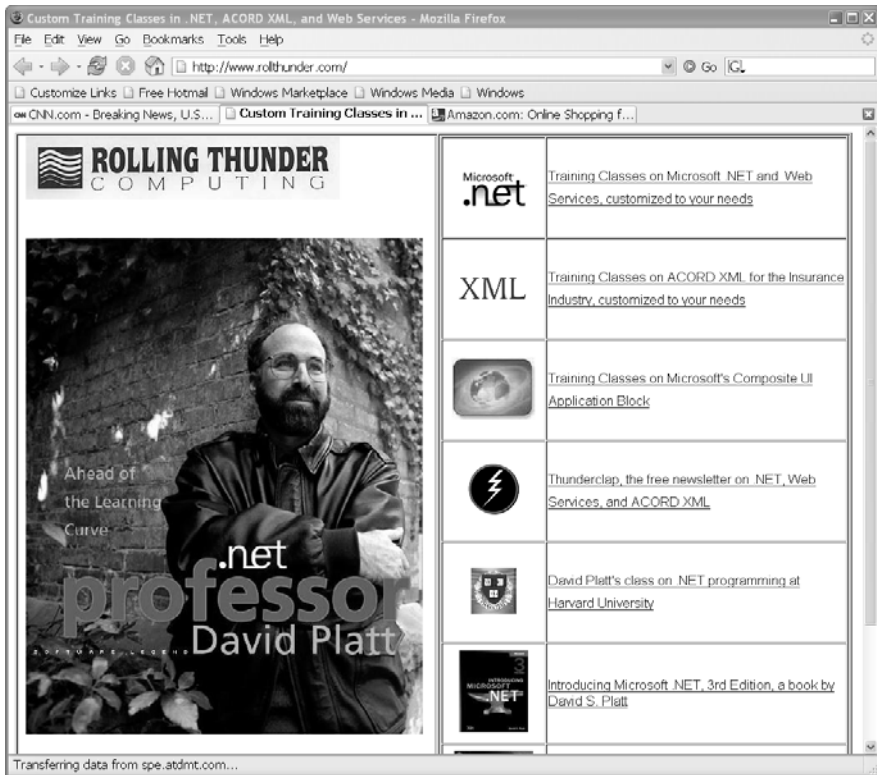 Custom Training Classes in .NET, ACORD XML, and Web Services - Mozilla Firefox
File Edit View Go Bookmarks Tools Help
http://www.rollthunder.com/
Go
Customize Links Free Hotmail Windows Marketplace Windows Media Windows
CNN.com - Breaking News, U.S... Custom Training Classes in ... Amazon.com: Online Shopping f...
ROLLING THUNDER
COMPUTING
Ahead of
the Learning
Curve
.net
professor
SOFTWARE LEGEND David Platt
Microsoft
.net
Training Classes on Microsoft .NET and Web
Services, customized to your needs
XML
Training Classes on ACORD XML for the Insurance
Industry, customized to your needs
Training Classes on Microsoft's Composite UI
Application Block
Thunderclap, the free newsletter on .NET, Web
Services, and ACORD XML
David Platt's class on .NET programming at
Harvard University
3
INTRODUCING
MICROSOFT
.NET
Introducing Microsoft .NET, 3rd Edition, a book by
David S. Platt
Transferring data from spe.atdmt.com...